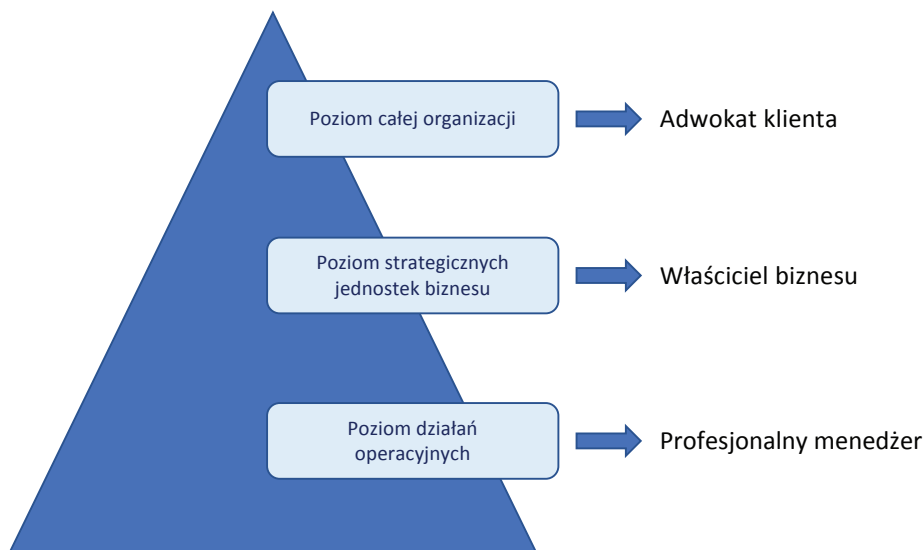 Poziom całej organizacji
Adwokat klienta
Poziom strategicznych
jednostek biznesu
Właściciel biznesu
Poziom działań
operacyjnych
Profesjonalny menedżer